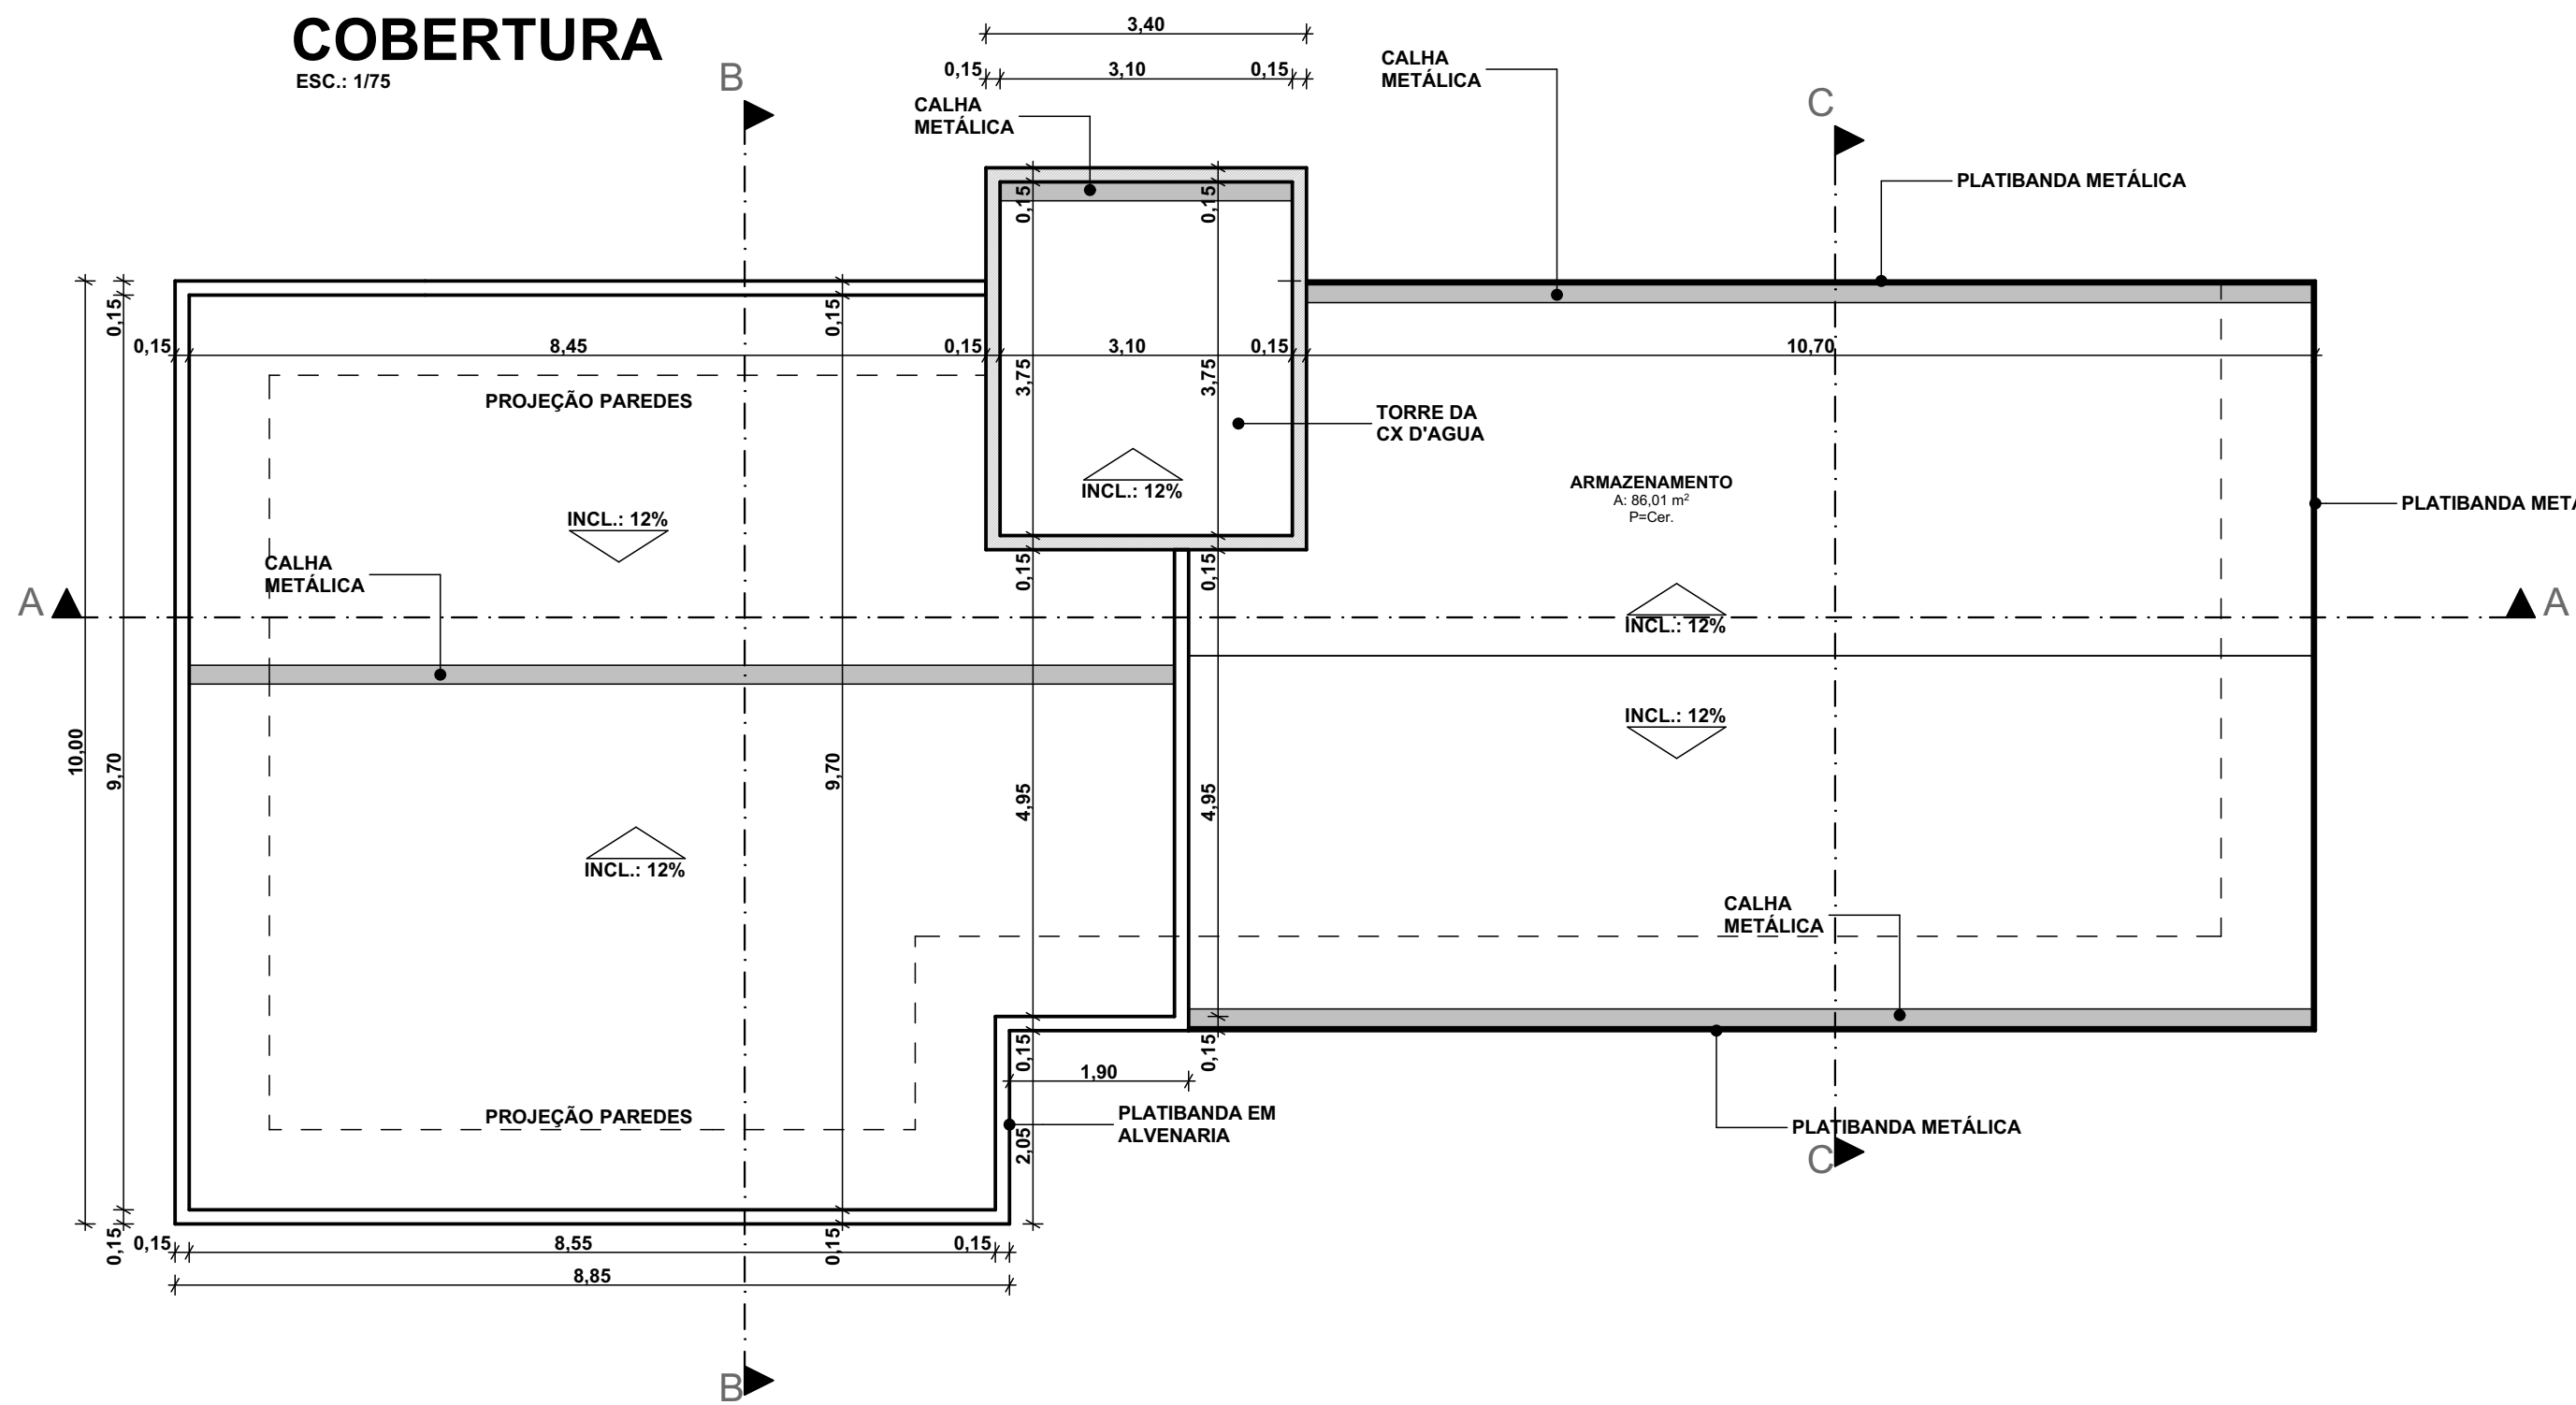 COBERTURA
ESC.: 1/75
3,40
0,15
3,10
0,15
B
CALHA
METÁLICA
CALHA
METÁLICA
C
PLATIBANDA METÁLICA
0,15
0,15
0,15
0,15
0,15
8,45
0,15
3,10
0,15
10,70
3,75
3,75
PROJEÇÃO PAREDES
TORRE DA
CX D'AGUA
INCL.: 12%
ARMAZENAMENTO
A: 86,01 m²
P=Cer.
PLATIBANDA META
INCL.: 12%
CALHA
METÁLICA
0,15
0,15
A
A
INCL.: 12%
INCL.: 12%
10,00
9,70
9,70
4,95
4,95
INCL.: 12%
CALHA
METÁLICA
0,15
0,15
1,90
PROJEÇÃO PAREDES
PLATIBANDA EM
ALVENARIA
2,05
PLATIBANDA METÁLICA
C
0,15
0,15
8,55
0,15
0,15
8,85
B